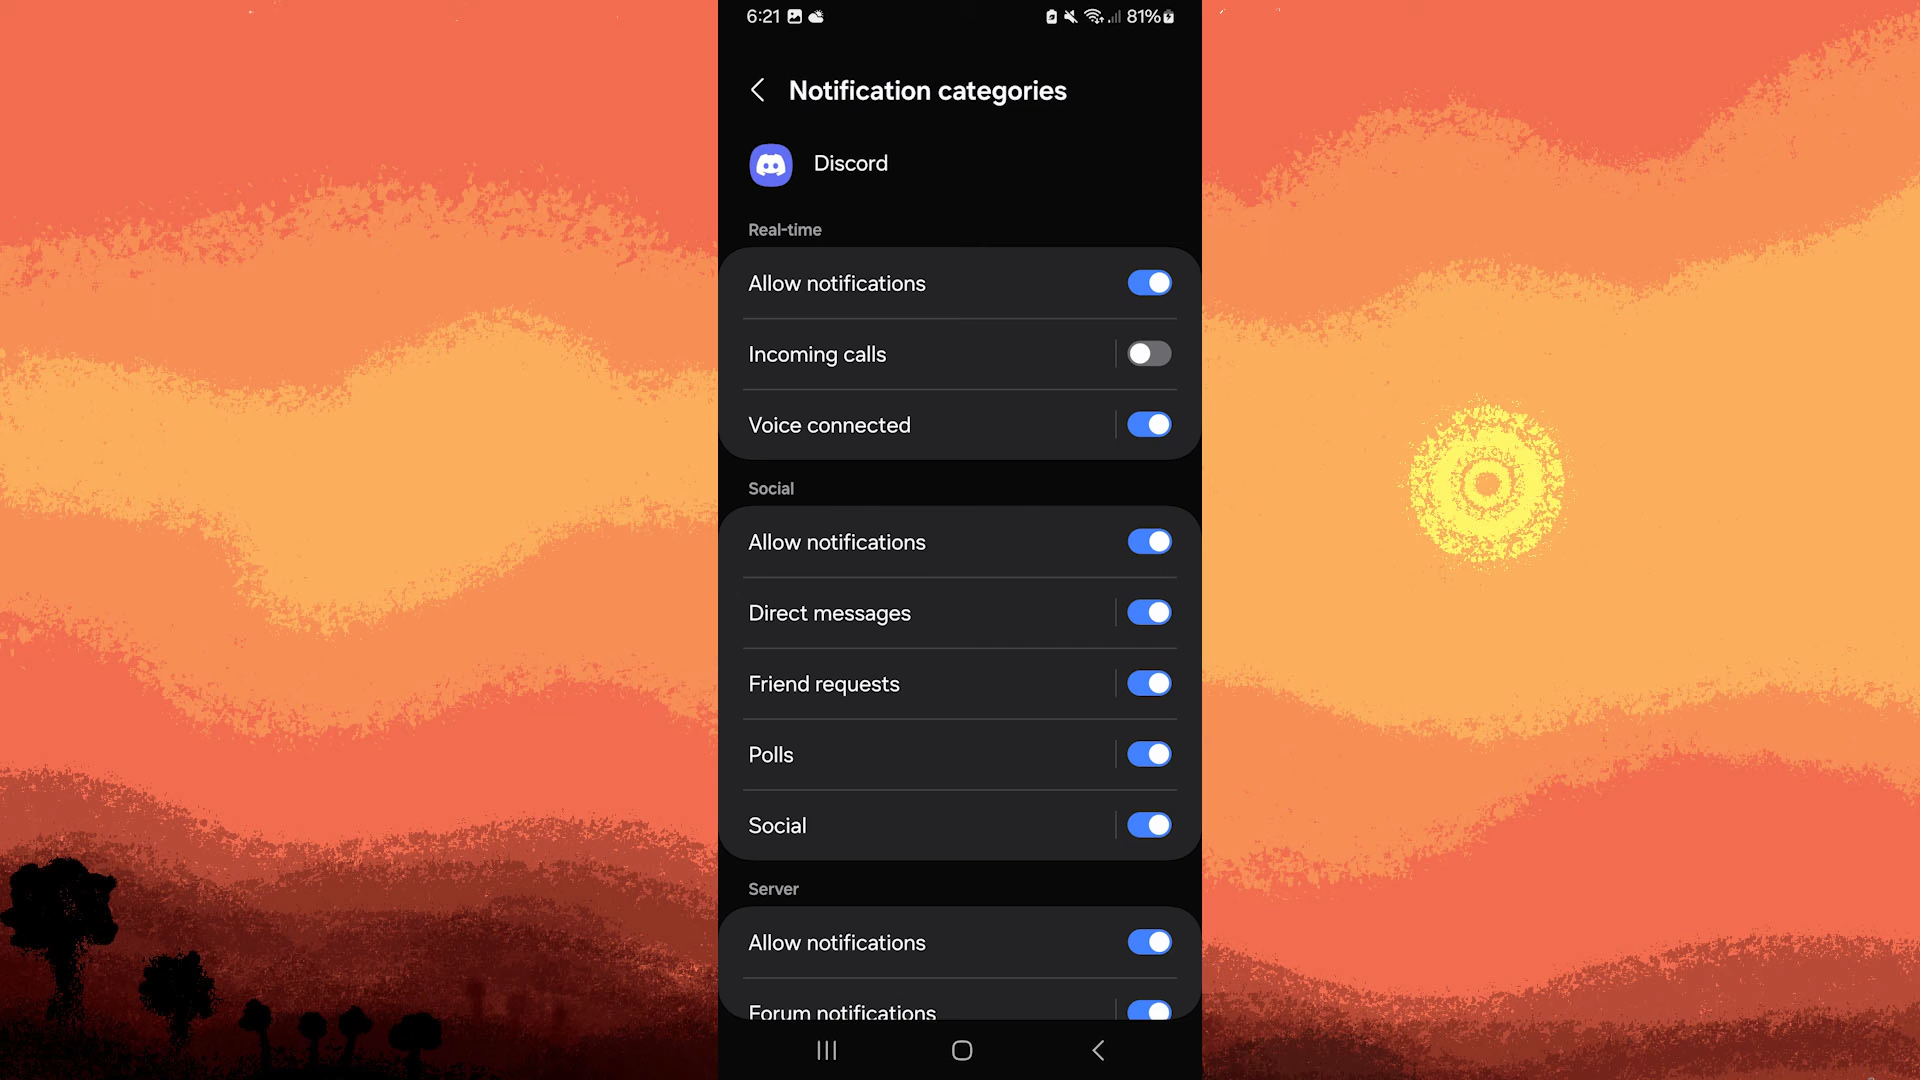 6:21 81%
Notification categories
Discord
Real-time
Allow notifications
Incoming calls
Voice connected
Social
Allow notifications
Direct messages
Friend requests
Polls
Social
Server
Allow notifications
Forum notifications